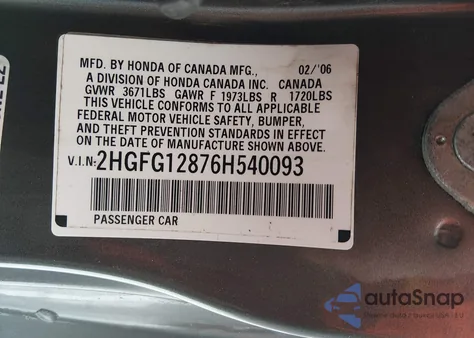 MFD. BY HONDA OF CANADA MFG., 02/'06
A DIVISION OF HONDA CANADA INC. CANADA
GVWR 3671LBS GAWR F 1973LBS R 1720LBS
THIS VEHICLE CONFORMS TO ALL APPLICABLE
FEDERAL MOTOR VEHICLE SAFETY, BUMPER,
AND THEFT PREVENTION STANDARDS IN EFFECT
ON THE DATE OF MANUFACTURE SHOWN ABOVE.
V.I.N:2HGFG12876H540093
PASSENGER CAR
autoSnap